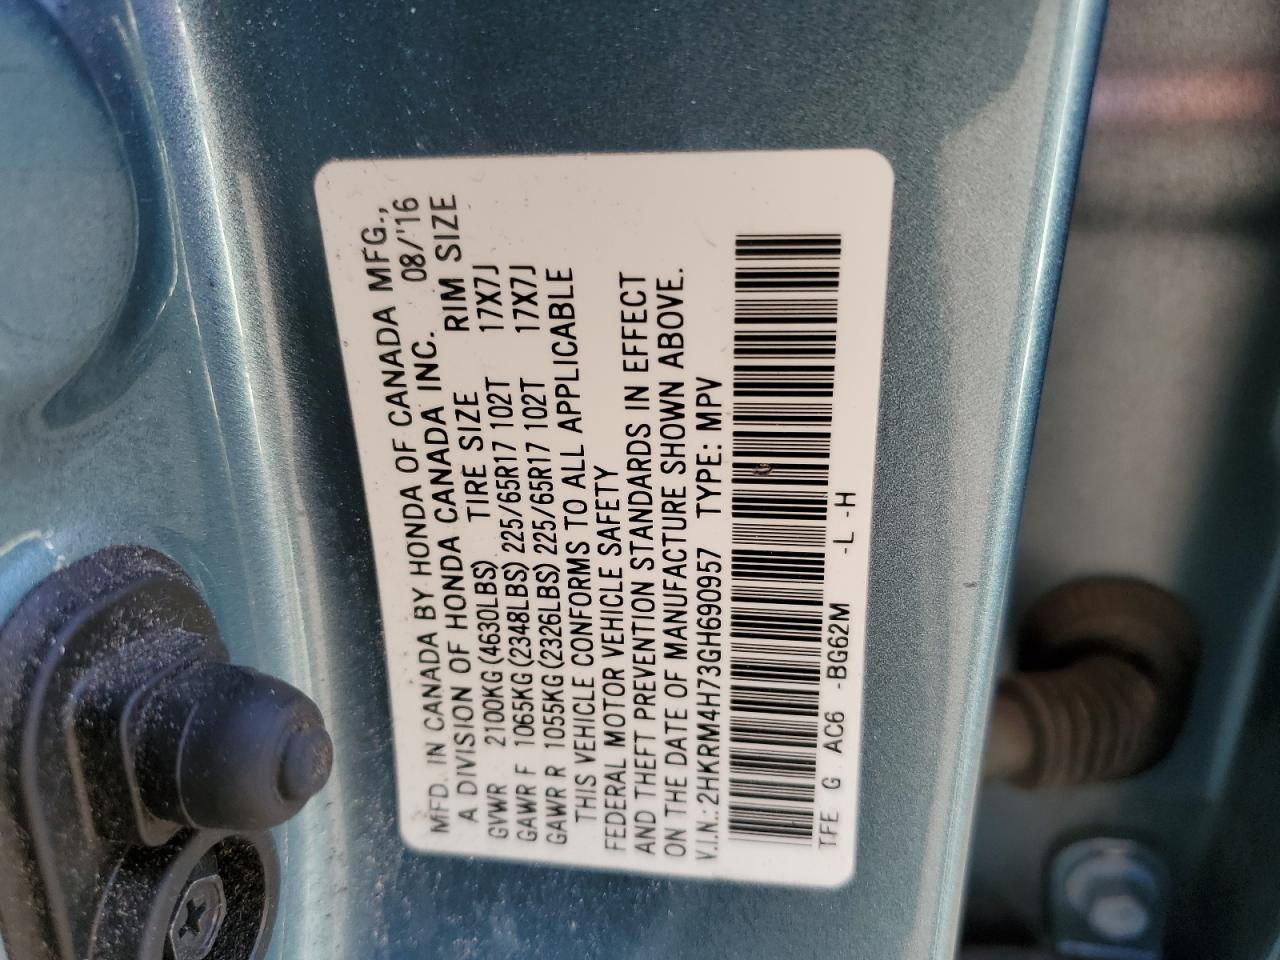 MFD. IN CANADA BY HONDA OF CANADA MFG.,
A DIVISION OF HONDA CANADA INC. 08/'16
GVWR 2100KG(4630LBS) TIRE SIZE RIM SIZE
GAWR F 1065KG(2348LBS) 225/65R17 102T 17X7J
GAWR R 1055KG(2326LBS) 225/65R17 102T 17X7J
THIS VEHICLE CONFORMS TO ALL APPLICABLE
FEDERAL MOTOR VEHICLE SAFETY
AND THEFT PREVENTION STANDARDS IN EFFECT
ON THE DATE OF MANUFACTURE SHOWN ABOVE.
V.I.N.:2HKRM4H73GH690957 TYPE: MPV
TFE G AC6 -BG62M -L -H